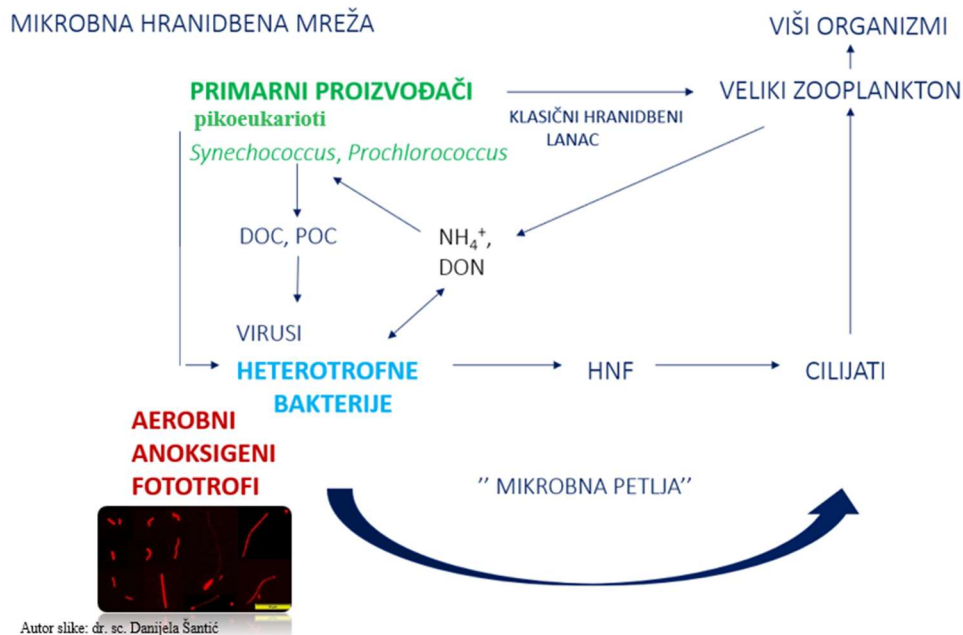 MIKROBNA HRANIDBENA MREŽA
VIŠI ORGANIZMI
PRIMARNI PROIZVOĐAČI
VELIKI ZOOPLANKTON
pikoeukarioti
KLASIČNI HRANIDBENI
LANAC
Synechococcus, Prochlorococcus
DOC, POC
NH₄⁺,
DON
VIRUSI
HETEROTROFNE
BAKTERIJE
HNF
CILIJATI
AEROBNI
ANOKSIGENI
FOTOTROFI
’’ MIKROBNA PETLJA’’
Autor slike: dr. sc. Danijela Šantić